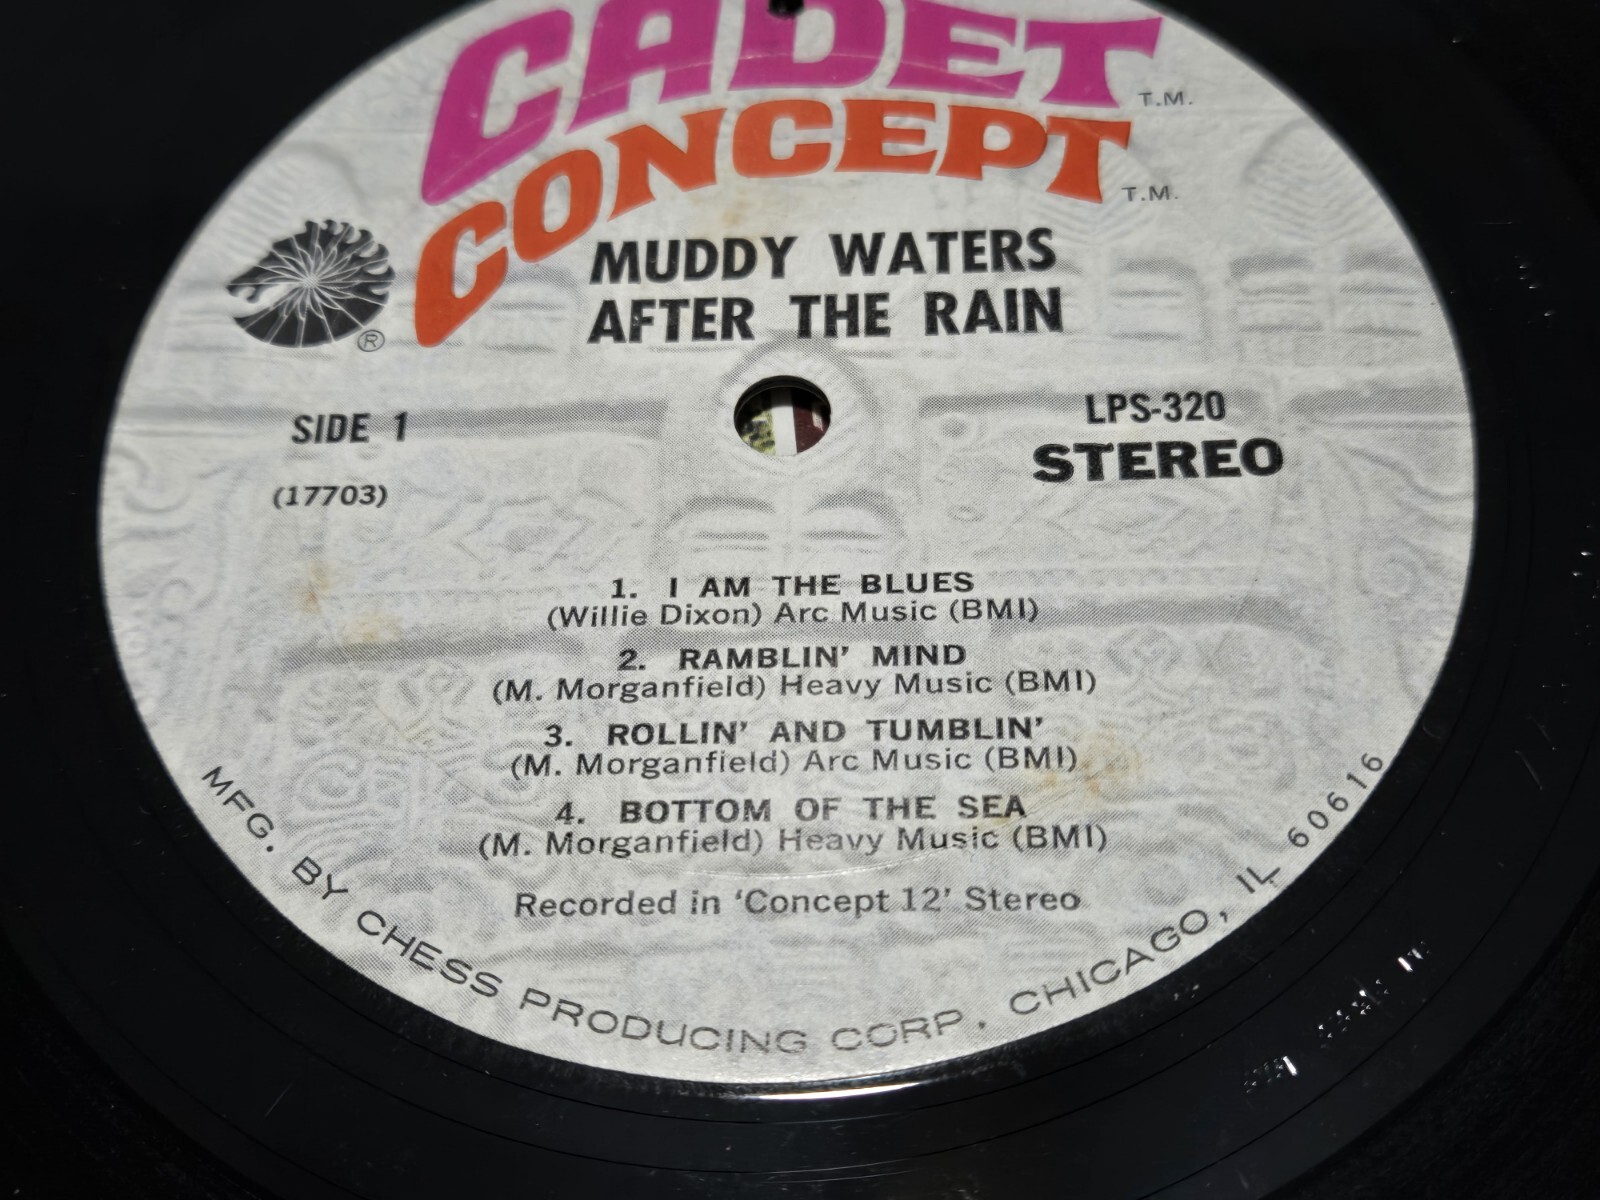 CADET T.M.
CONCEPT T.M.
MUDDY WATERS
AFTER THE RAIN
®
SIDE 1
(17703)
LPS-320
STEREO
1. I AM THE BLUES
(Willie Dixon) Arc Music (BMI)
2. RAMBLIN' MIND
(M. Morganfield) Heavy Music (BMI)
3. ROLLIN' AND TUMBLIN'
(M. Morganfield) Arc Music (BMI)
4. BOTTOM OF THE SEA
(M. Morganfield) Heavy Music (BMI)
Recorded in 'Concept 12' Stereo
MFG. BY CHESS PRODUCING CORP. CHICAGO, IL 60616